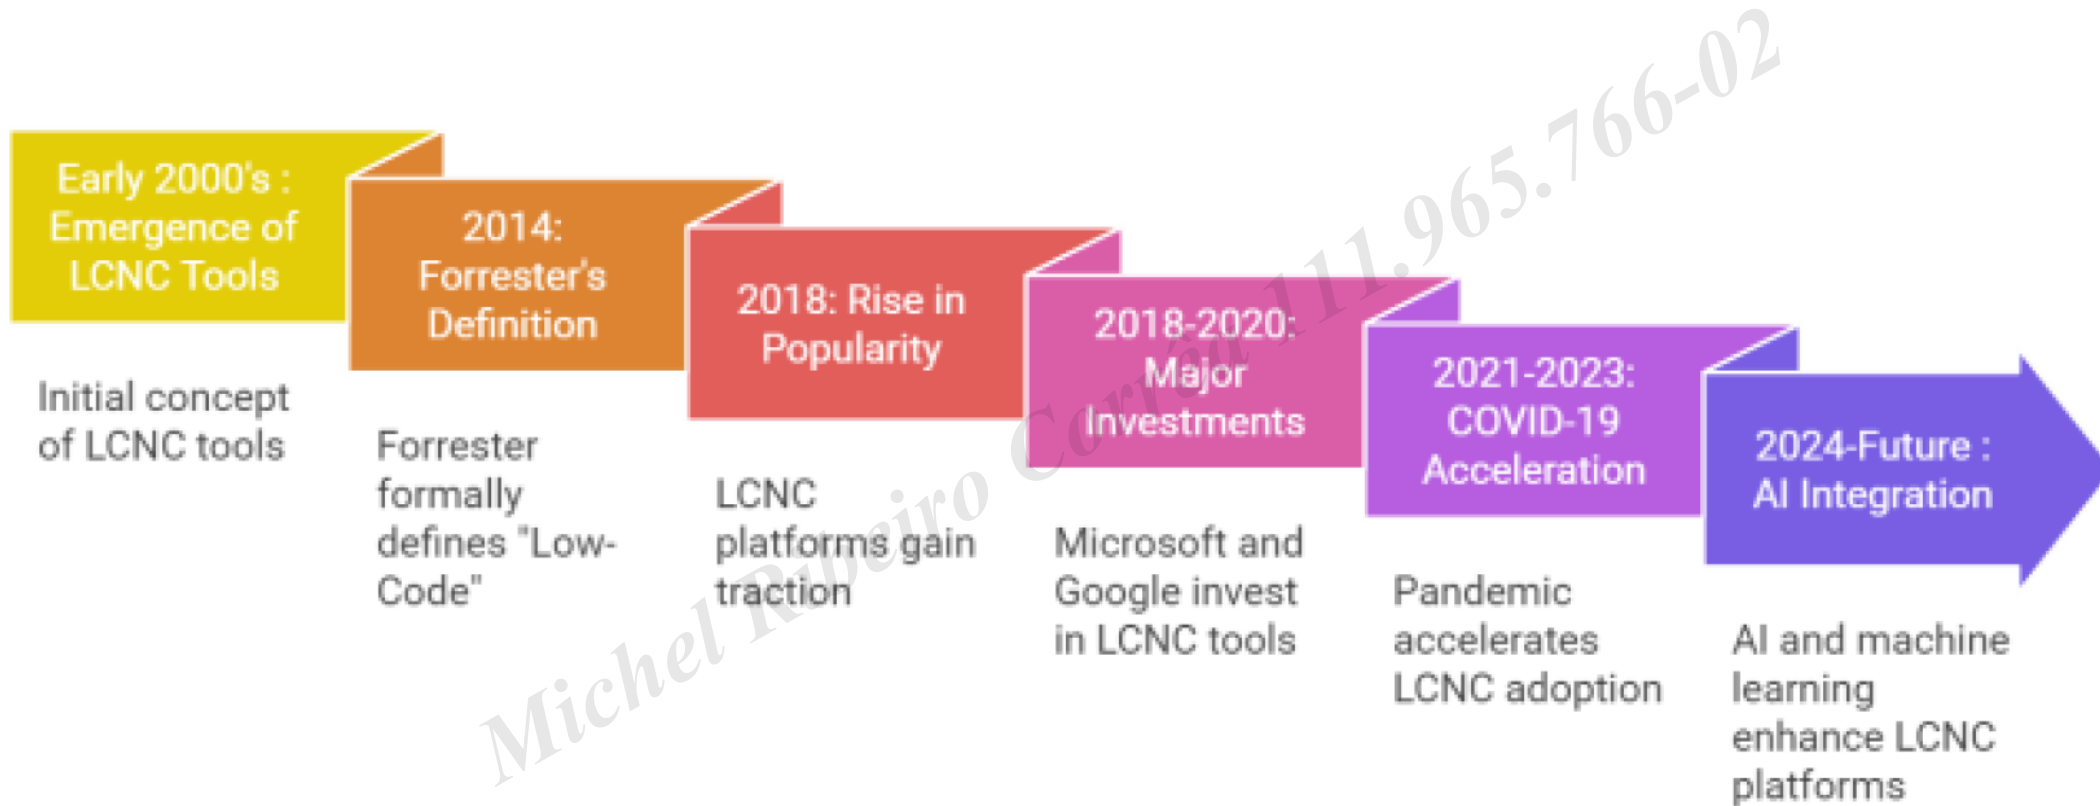 Early 2000's :
Emergence of
LCNC Tools
Initial concept
of LCNC tools
2014:
Forrester's
Definition
Forrester
formally
defines "Low-
Code"
2018: Rise in
Popularity
LCNC
platforms gain
traction
2018-2020:
Major
Investments
Microsoft and
Google invest
in LCNC tools
2021-2023:
COVID-19
Acceleration
Pandemic
accelerates
LCNC adoption
2024-Future :
AI Integration
AI and machine
learning
enhance LCNC
platforms
Michel Ribeiro Corrêa 111.965.766-02